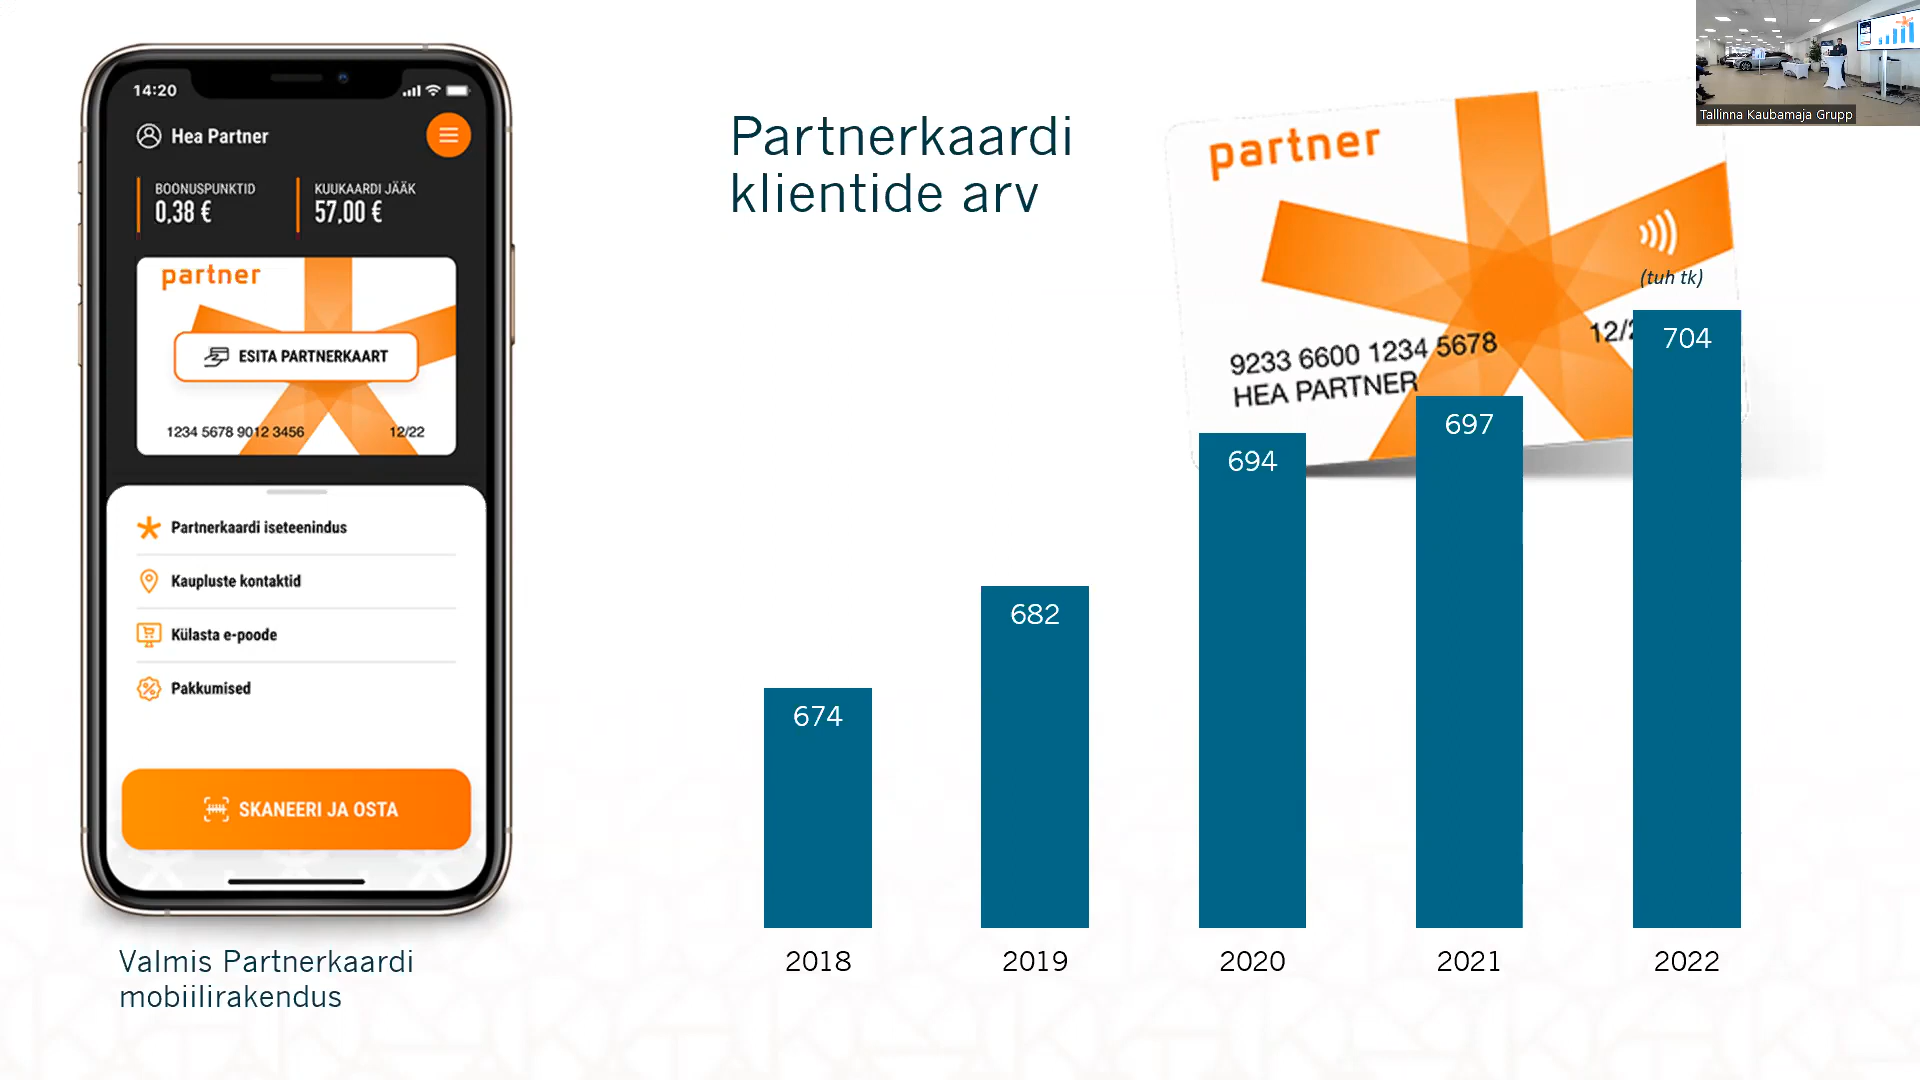 14:20
Hea Partner
BOONUSPUNKTID
0,38 €
KUUKAARDI JÄÄK
57,00 €
partner
ESITA PARTNERKAART
1234 5678 9012 3456
12/22
Partnerkaardi iseteenindus
Kaupluste kontaktid
Külasta e-poode
Pakkumised
SKANEERI JA OSTA
Valmis Partnerkaardi
mobiilirakendus
Partnerkaardi
klientide arv
partner
9233 6600 1234 5678
12/2
HEA PARTNER
(tuh tk)
674
682
694
697
704
2018
2019
2020
2021
2022
Tallinna Kaubamaja Grupp